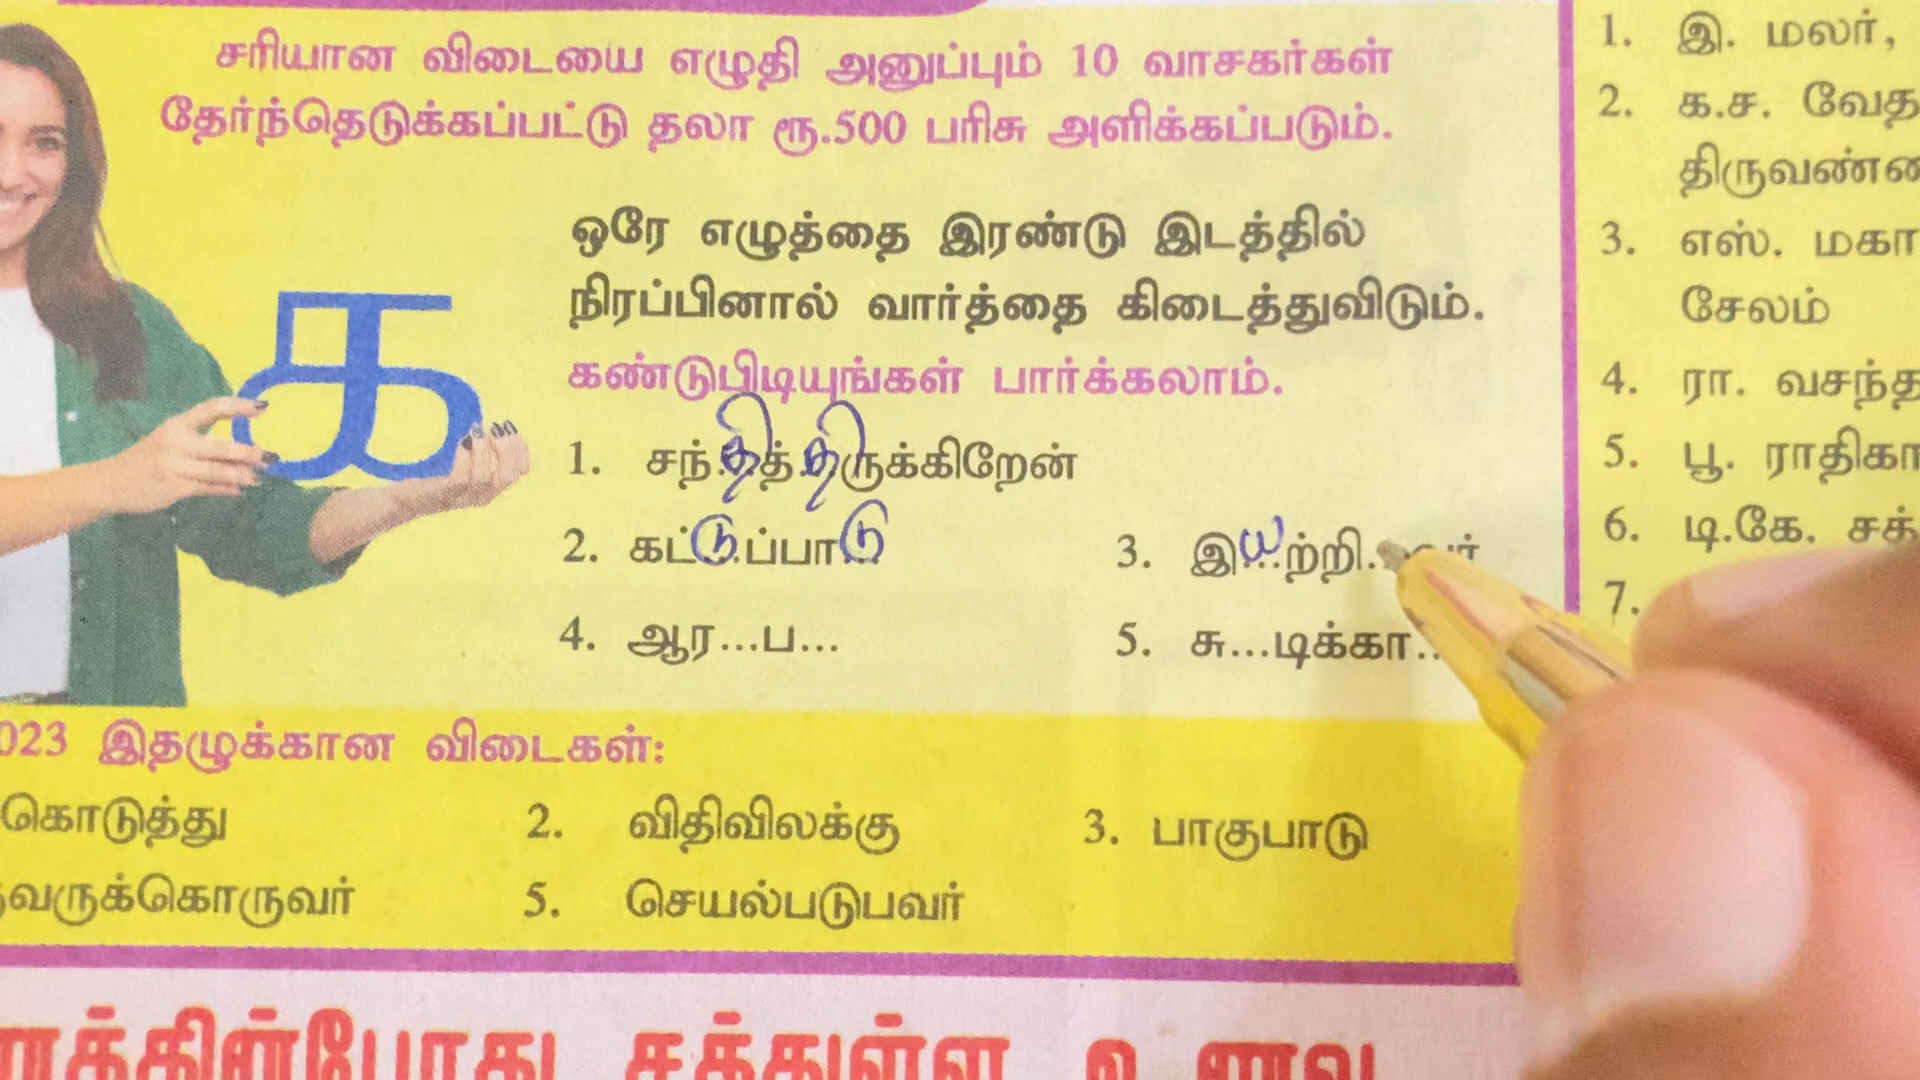 சரியான விடையை எழுதி அனுப்பும் 10 வாசகர்கள்
தேர்ந்தெடுக்கப்பட்டு தலா ரூ.500 பரிசு அளிக்கப்படும்.
ஒரே எழுத்தை இரண்டு இடத்தில்
நிரப்பினால் வார்த்தை கிடைத்துவிடும்.
கண்டுபிடியுங்கள் பார்க்கலாம்.
க
1. சந்தித்திருக்கிறேன்
2. கட்டுப்பாடு 3. இயற்றி.
4. ஆர...ப... 5. சு...டிக்கா..
023 இதழுக்கான விடைகள்:
கொடுத்து 2. விதிவிலக்கு 3. பாகுபாடு
வருக்கொருவர் 5. செயல்படுபவர்
1. இ. மலர்,
2. க.ச. வேத
திருவண்ண
3. எஸ். மகா
சேலம்
4. ரா. வசந்த
5. பூ. ராதிகா
6. டி.கே. சக்
7.